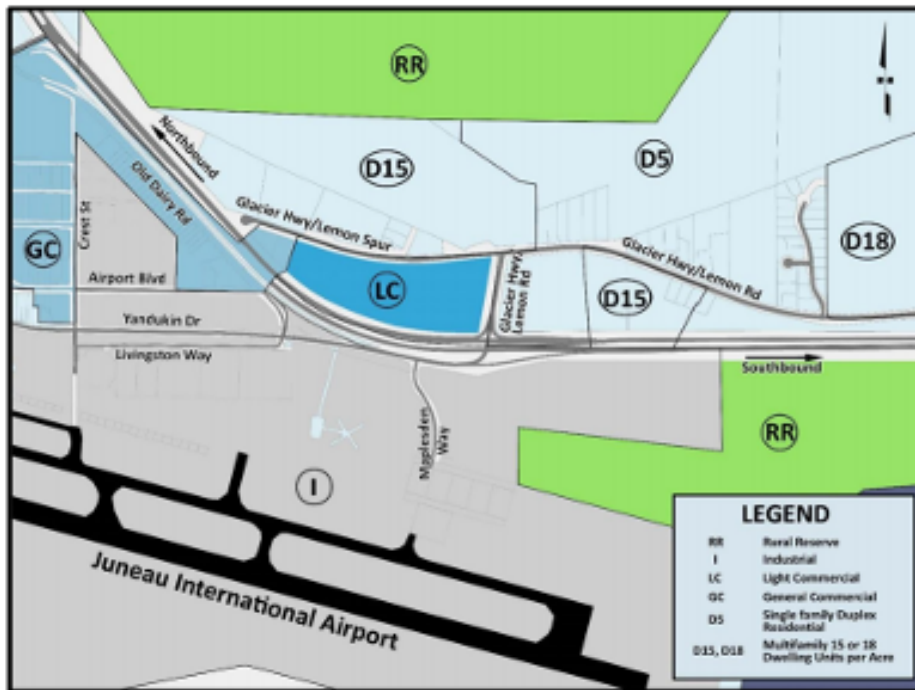 RR
Northbound
D15
D5
Old Dairy Rd
Crest St
Glacier Hwy/Lemon Spur
Glacier Hwy/Lemon Rd
D18
GC
Airport Blvd
LC
Glacier Hwy/
Lemon Rd
D15
Yandukin Dr
Livingston Way
Southbound
Maplesden
Way
RR
I
Juneau International Airport
LEGEND
RR Rural Reserve
I Industrial
LC Light Commercial
GC General Commercial
D5 Single family Duplex
Residential
D15, D18 Multifamily 15 or 18
Dwelling Units per Acre